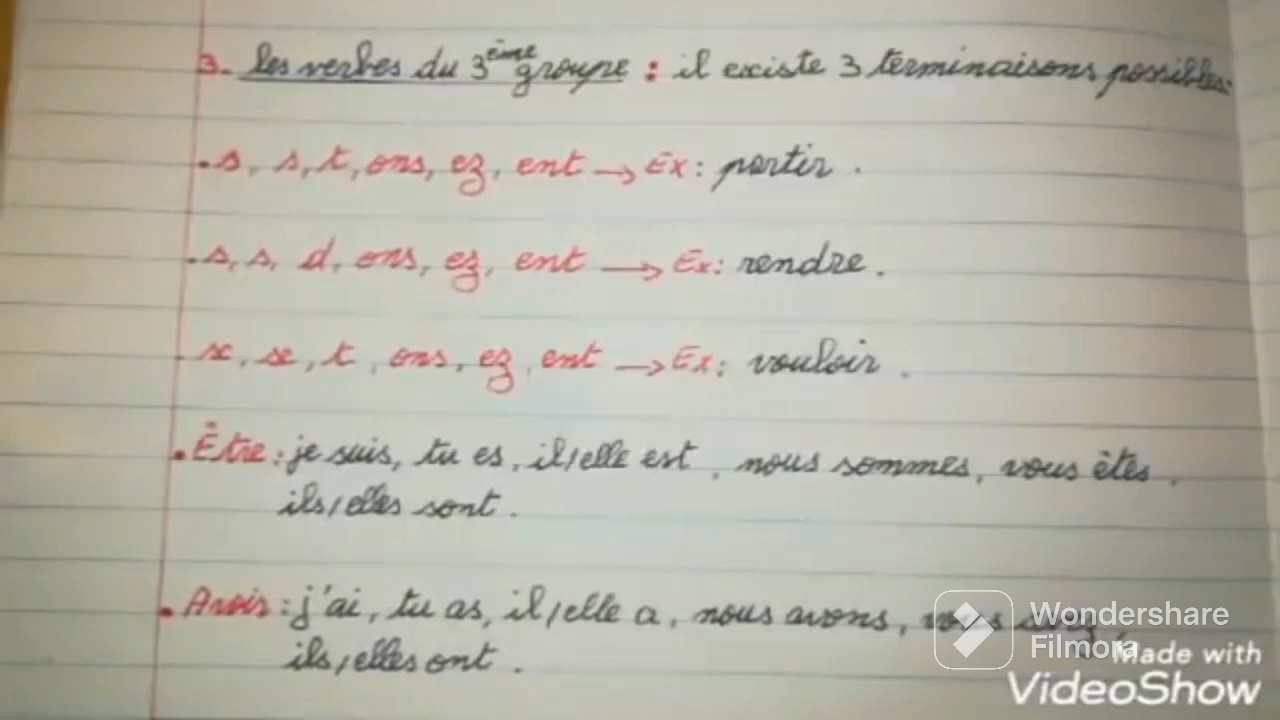 3. les verbes du 3ème groupe : il existe 3 terminaisons possibles.
. s, s, t, ons, ez, ent → Ex: partir.
. s, s, d, ons, ez, ent → Ex: rendre.
x, x, t, ons, ez, ent → Ex: vouloir.
. Être: je suis, tu es, il/elle est, nous sommes, vous êtes,
ils/elles sont.
. Avoir: j'ai, tu as, il/elle a, nous avons, vous
ils/elles ont.
Wondershare
Filmora
Made with
VideoShow